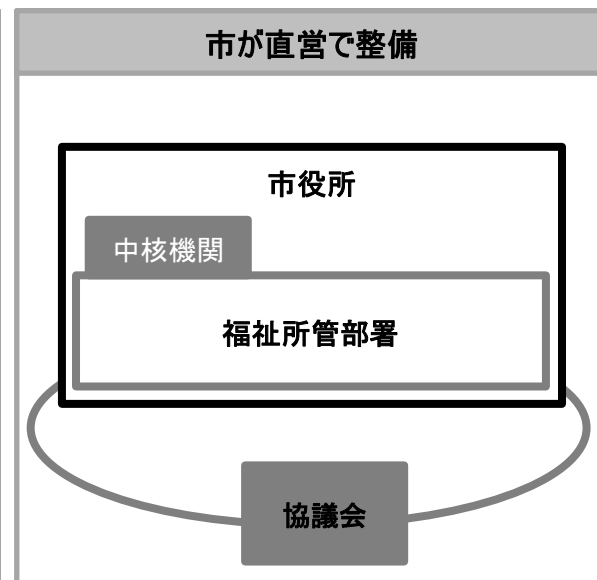 市が直営で整備
市役所
中核機関
福祉所管部署
協議会